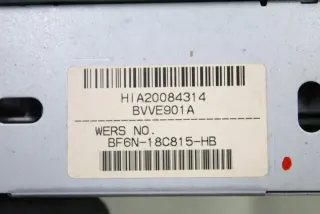 HIA20084314
BVVE901A
WERS NO.
BF6N-18C815-HB